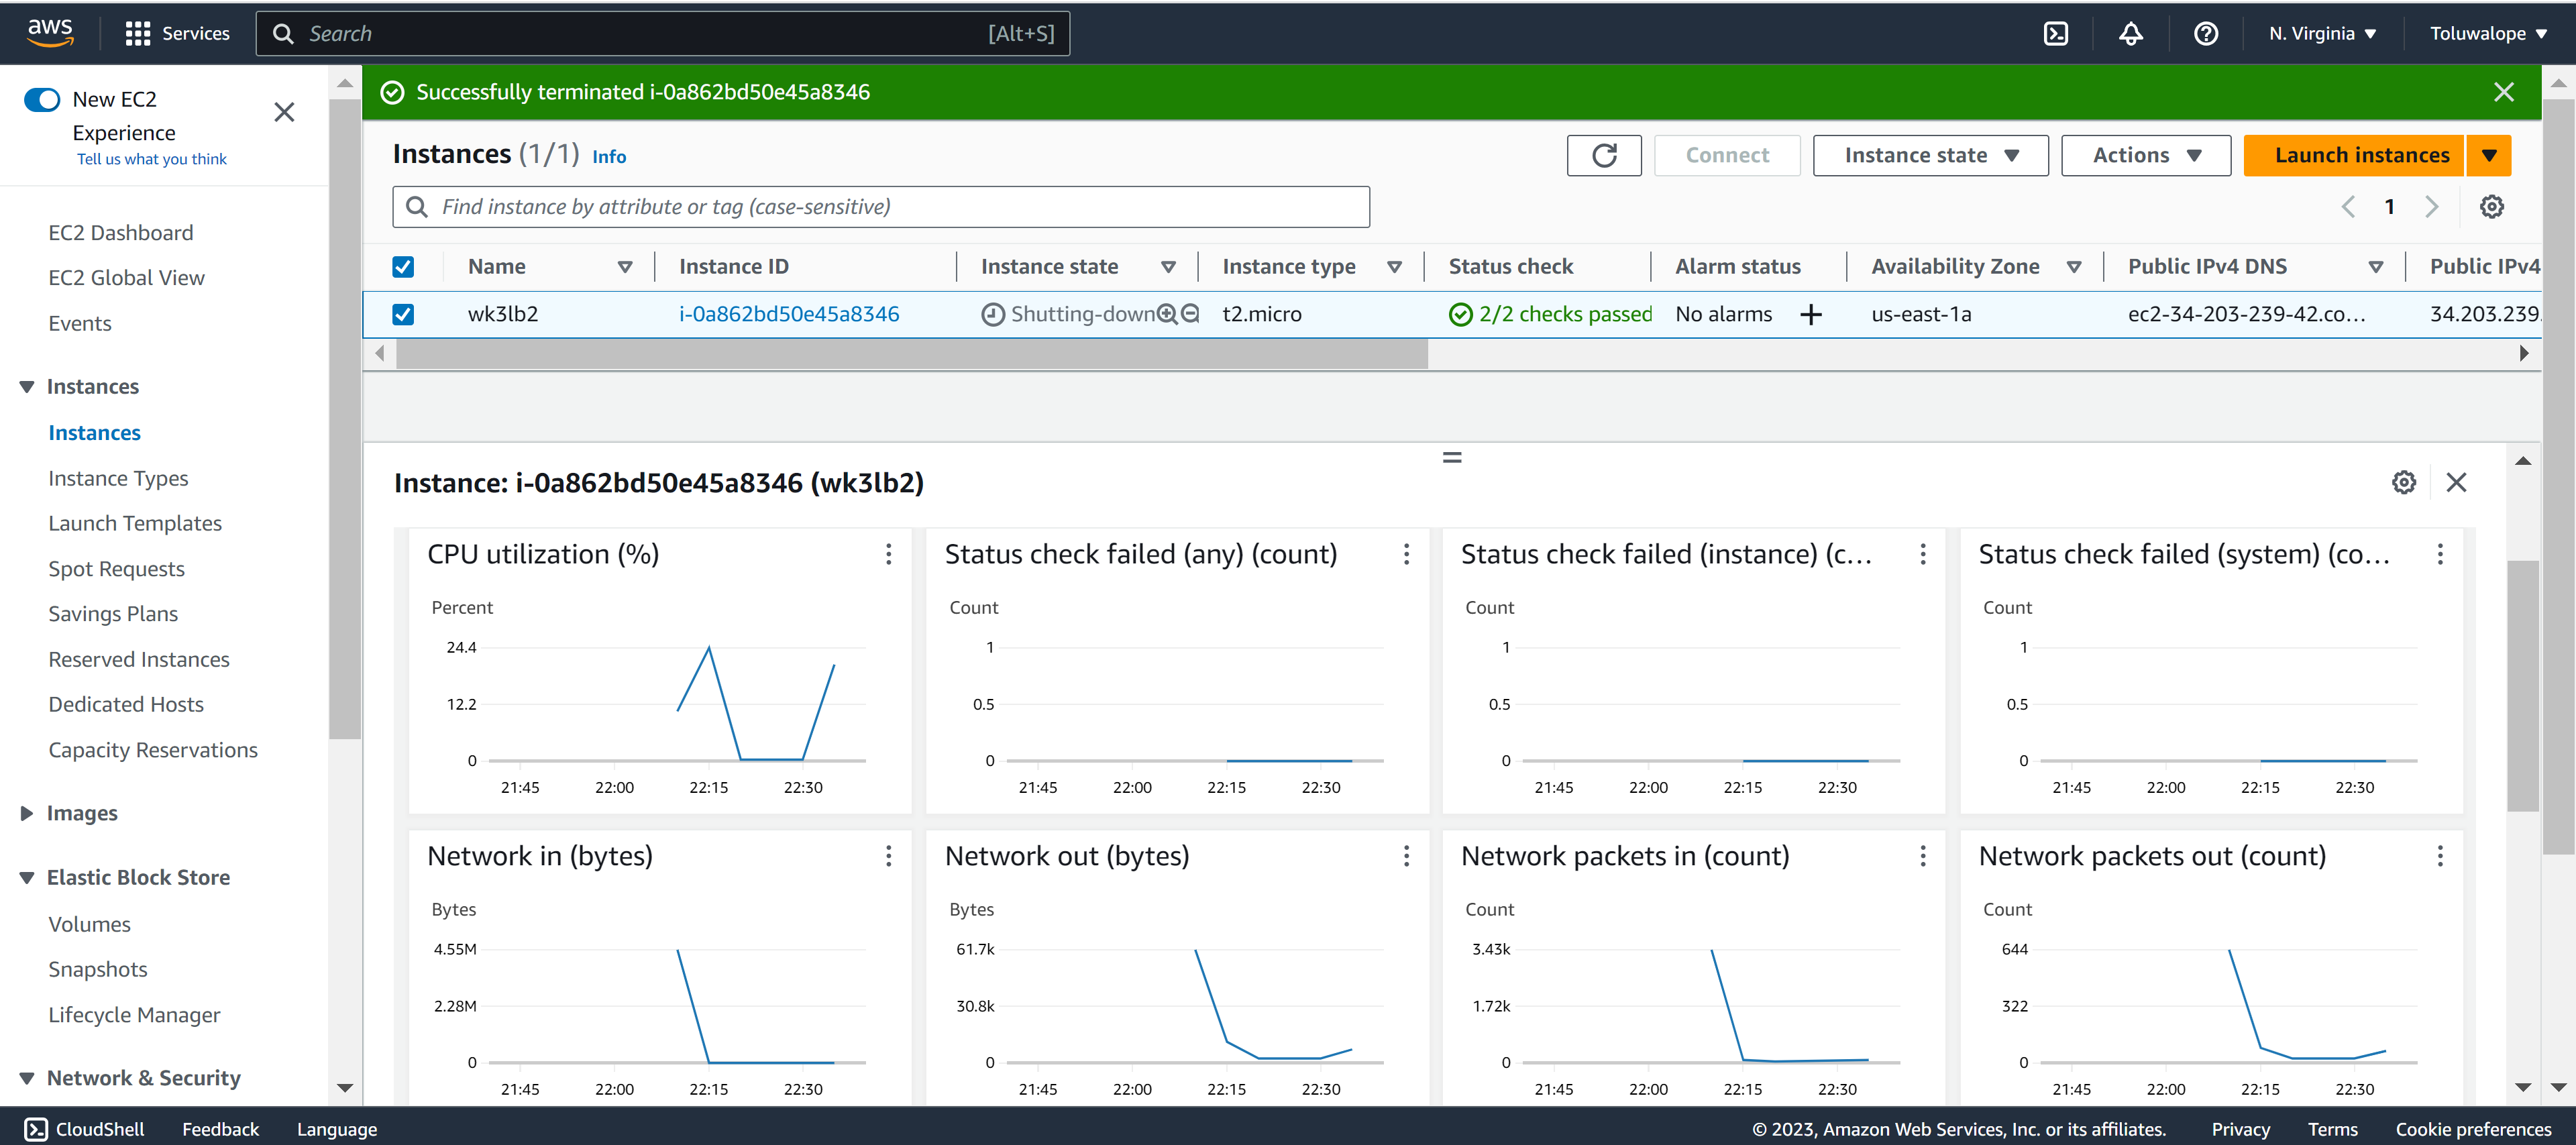 aws
Services
Search
[Alt+S]
N. Virginia
Toluwalope
New EC2
Experience
Tell us what you think
EC2 Dashboard
EC2 Global View
Events
Instances
Instances
Instance Types
Launch Templates
Spot Requests
Savings Plans
Reserved Instances
Dedicated Hosts
Capacity Reservations
Images
Elastic Block Store
Volumes
Snapshots
Lifecycle Manager
Network & Security
Successfully terminated i-0a862bd50e45a8346
Instances (1/1) Info
Connect
Instance state
Actions
Launch instances
Find instance by attribute or tag (case-sensitive)
1
Name Instance ID Instance state Instance type Status check Alarm status Availability Zone Public IPv4 DNS Public IPv4
wk3lb2 i-0a862bd50e45a8346 Shutting-down t2.micro 2/2 checks passed No alarms + us-east-1a ec2-34-203-239-42.co... 34.203.239.
Instance: i-0a862bd50e45a8346 (wk3lb2)
CPU utilization (%)
Percent
24.4
12.2
0
21:45 22:00 22:15 22:30
Status check failed (any) (count)
Count
1
0.5
0
21:45 22:00 22:15 22:30
Status check failed (instance) (c...
Count
1
0.5
0
21:45 22:00 22:15 22:30
Status check failed (system) (co...
Count
1
0.5
0
21:45 22:00 22:15 22:30
Network in (bytes)
Bytes
4.55M
2.28M
0
21:45 22:00 22:15 22:30
Network out (bytes)
Bytes
61.7k
30.8k
0
21:45 22:00 22:15 22:30
Network packets in (count)
Count
3.43k
1.72k
0
21:45 22:00 22:15 22:30
Network packets out (count)
Count
644
322
0
21:45 22:00 22:15 22:30
CloudShell
Feedback
Language
© 2023, Amazon Web Services, Inc. or its affiliates.
Privacy
Terms
Cookie preferences